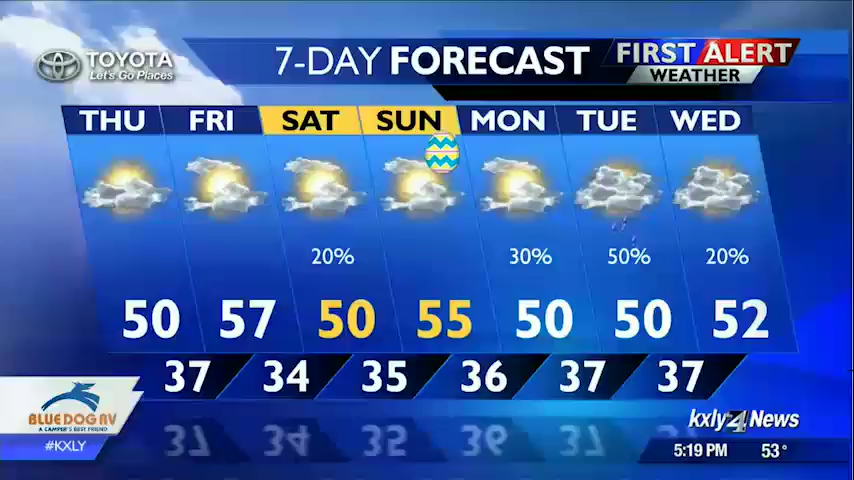 TOYOTA
Let's Go Places
7-DAY FORECAST
FIRST ALERT
WEATHER
THU FRI SAT SUN MON TUE WED
20% 30% 50% 20%
50 57 50 55 50 50 52
37 34 35 36 37 37
BLUE DOG RV
A CAMPER'S BEST FRIEND
#KXLY
kxly4 News
5:19 PM 53°